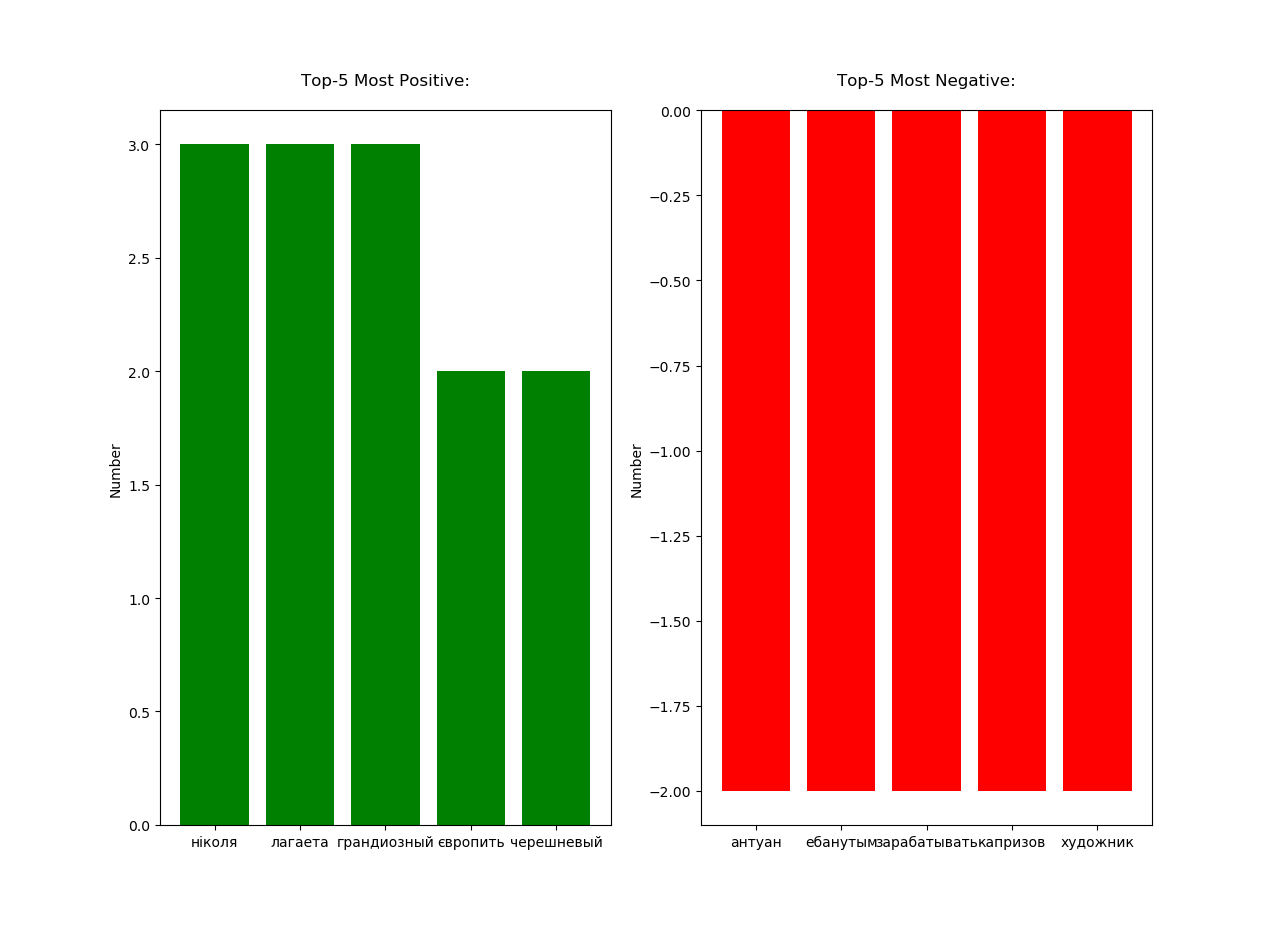 Top-5 Most Positive:
Number
3.0
2.5
2.0
1.5
1.0
0.5
0.0
ніколя лагаета грандиозный європить черешневый
Top-5 Most Negative:
Number
0.00
−0.25
−0.50
−0.75
−1.00
−1.25
−1.50
−1.75
−2.00
антуан ебанутым зарабатывать капризов художник